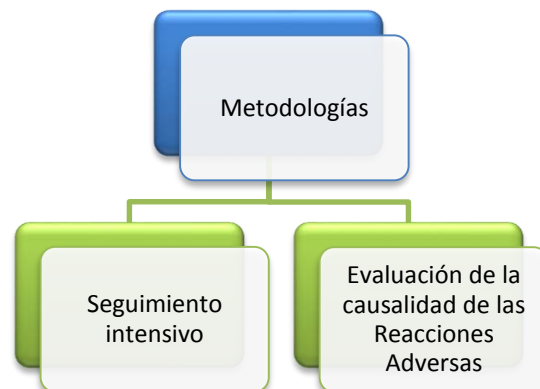 Metodologías
Seguimiento
intensivo
Evaluación de la
causalidad de las
Reacciones
Adversas